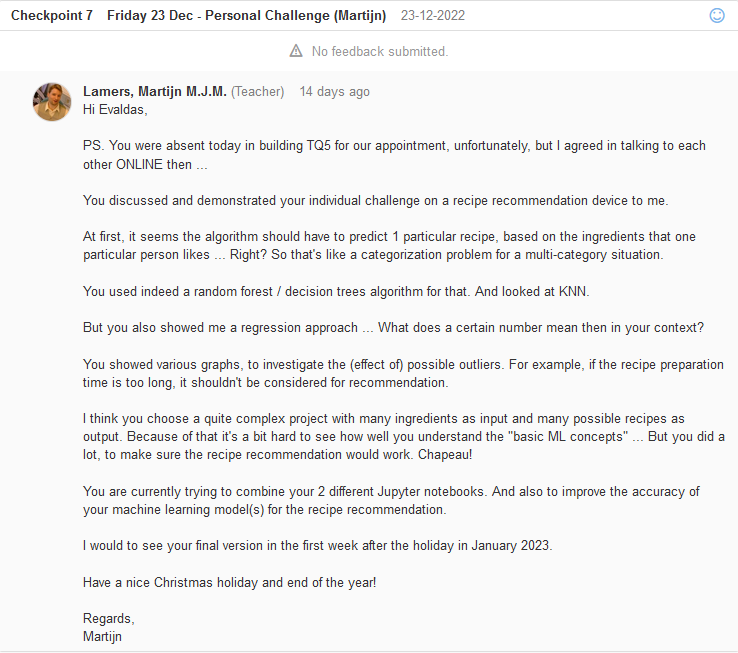 Checkpoint 7 Friday 23 Dec - Personal Challenge (Martijn) 23-12-2022
No feedback submitted.
Lamers, Martijn M.J.M. (Teacher) 14 days ago
Hi Evaldas,
PS. You were absent today in building TQ5 for our appointment, unfortunately, but I agreed in talking to each
other ONLINE then ...
You discussed and demonstrated your individual challenge on a recipe recommendation device to me.
At first, it seems the algorithm should have to predict 1 particular recipe, based on the ingredients that one
particular person likes ... Right? So that's like a categorization problem for a multi-category situation.
You used indeed a random forest / decision trees algorithm for that. And looked at KNN.
But you also showed me a regression approach ... What does a certain number mean then in your context?
You showed various graphs, to investigate the (effect of) possible outliers. For example, if the recipe preparation
time is too long, it shouldn't be considered for recommendation.
I think you choose a quite complex project with many ingredients as input and many possible recipes as
output. Because of that it's a bit hard to see how well you understand the "basic ML concepts" ... But you did a
lot, to make sure the recipe recommendation would work. Chapeau!
You are currently trying to combine your 2 different Jupyter notebooks. And also to improve the accuracy of
your machine learning model(s) for the recipe recommendation.
I would to see your final version in the first week after the holiday in January 2023.
Have a nice Christmas holiday and end of the year!
Regards,
Martijn